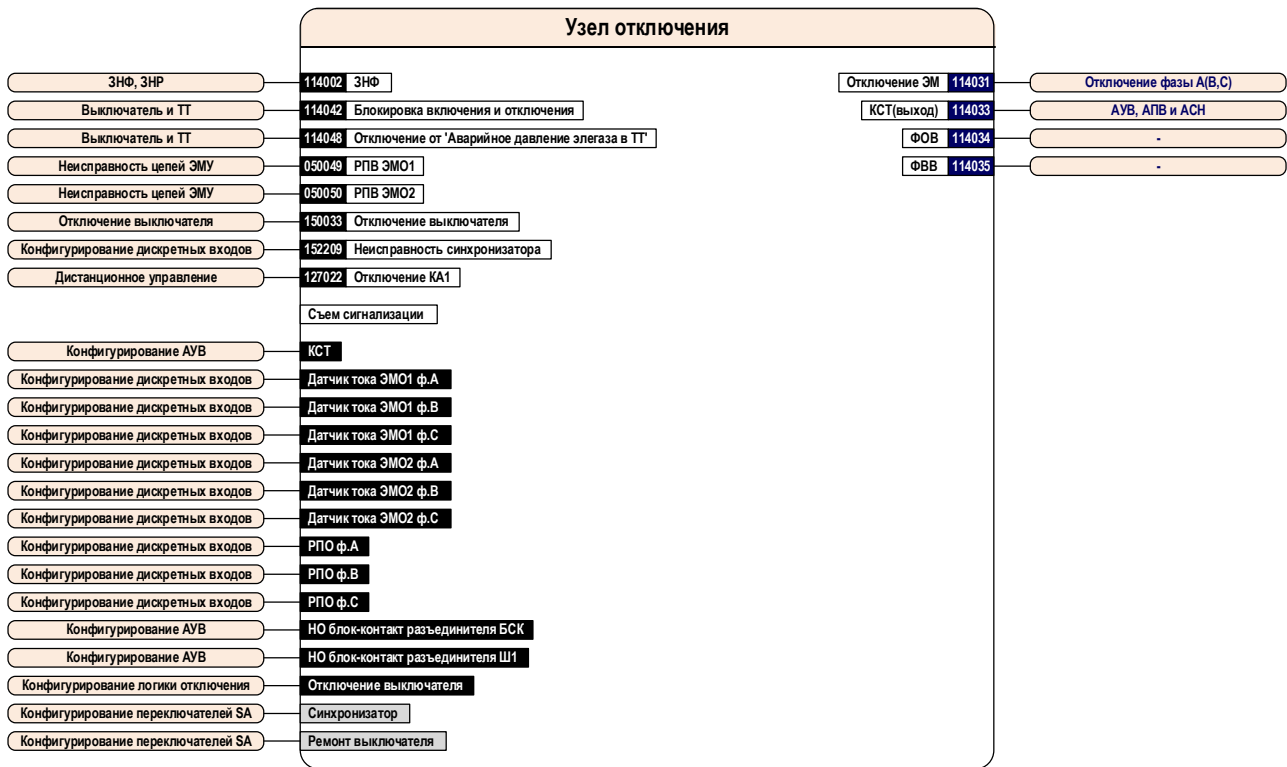 Узел отключения
ЗНФ, ЗНР 114002 ЗНФ Отключение ЭМ 114031 Отключение фазы А(В,С)
Выключатель и ТТ 114042 Блокировка включения и отключения КСТ(выход) 114033 АУВ, АПВ и АСН
Выключатель и ТТ 114048 Отключение от 'Аварийное давление элегаза в ТТ' ФОВ 114034 -
Неисправность цепей ЭМУ 050049 РПВ ЭМО1 ФВВ 114035 -
Неисправность цепей ЭМУ 050050 РПВ ЭМО2
Отключение выключателя 150033 Отключение выключателя
Конфигурирование дискретных входов 152209 Неисправность синхронизатора
Дистанционное управление 127022 Отключение КА1
Съем сигнализации
Конфигурирование АУВ КСТ
Конфигурирование дискретных входов Датчик тока ЭМО1 ф.А
Конфигурирование дискретных входов Датчик тока ЭМО1 ф.В
Конфигурирование дискретных входов Датчик тока ЭМО1 ф.С
Конфигурирование дискретных входов Датчик тока ЭМО2 ф.А
Конфигурирование дискретных входов Датчик тока ЭМО2 ф.В
Конфигурирование дискретных входов Датчик тока ЭМО2 ф.С
Конфигурирование дискретных входов РПО ф.А
Конфигурирование дискретных входов РПО ф.В
Конфигурирование дискретных входов РПО ф.С
Конфигурирование АУВ НО блок-контакт разъединителя БСК
Конфигурирование АУВ НО блок-контакт разъединителя Ш1
Конфигурирование логики отключения Отключение выключателя
Конфигурирование переключателей SA Синхронизатор
Конфигурирование переключателей SA Ремонт выключателя